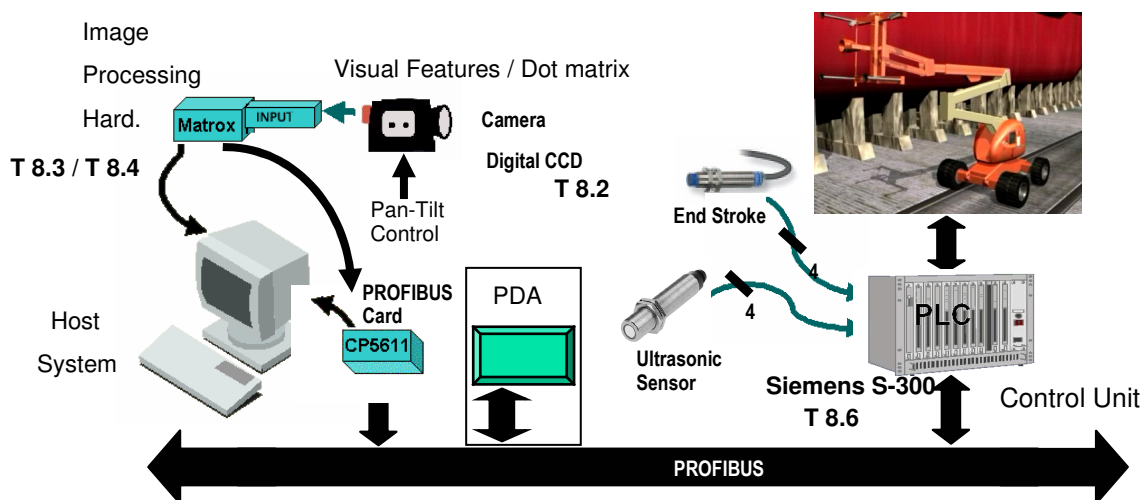 Image
Processing
Hard.
T 8.3 / T 8.4
Matrox
INPUT
Visual Features / Dot matrix
Camera
Digital CCD
T 8.2
Pan-Tilt
Control
End Stroke
4
Ultrasonic
Sensor
4
PLC
Siemens S-300
T 8.6
Control Unit
Host
System
PROFIBUS
Card
CP5611
PDA
PROFIBUS